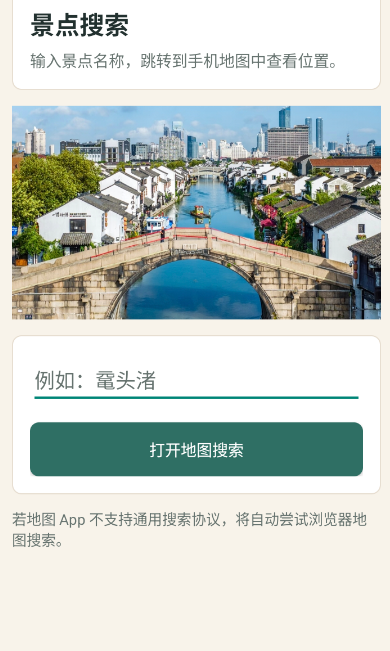 景点搜索
输入景点名称，跳转到手机地图中查看位置。
例如：鼋头渚
打开地图搜索
若地图 App 不支持通用搜索协议，将自动尝试浏览器地
图搜索。